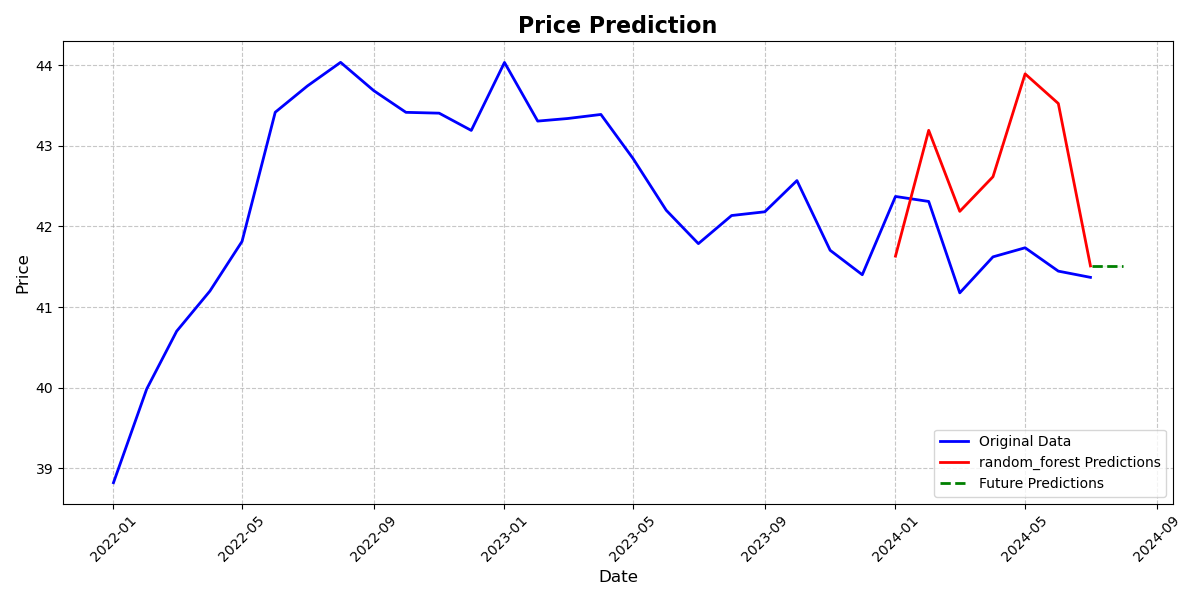 Price Prediction
Price
44
43
42
41
40
39
Original Data
random_forest Predictions
Future Predictions
2022-01
2022-05
2022-09
2023-01
2023-05
2023-09
2024-01
2024-05
2024-09
Date